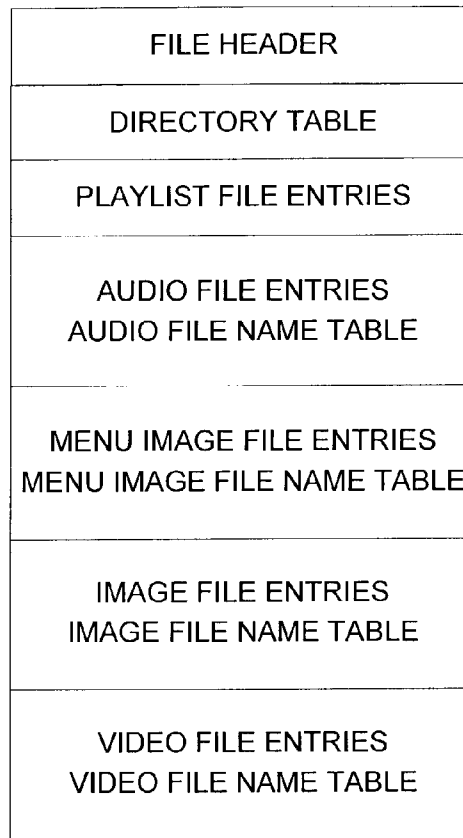 FILE HEADER
DIRECTORY TABLE
PLAYLIST FILE ENTRIES
AUDIO FILE ENTRIES
AUDIO FILE NAME TABLE
MENU IMAGE FILE ENTRIES
MENU IMAGE FILE NAME TABLE
IMAGE FILE ENTRIES
IMAGE FILE NAME TABLE
VIDEO FILE ENTRIES
VIDEO FILE NAME TABLE